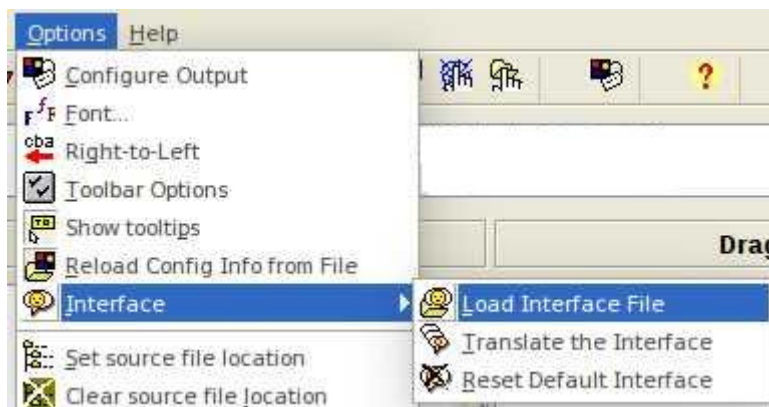 Options Help
Configure Output
Font...
Right-to-Left
Toolbar Options
Show tooltips
Reload Config Info from File
Interface
Set source file location
Clear source file location
Drag
Load Interface File
Translate the Interface
Reset Default Interface